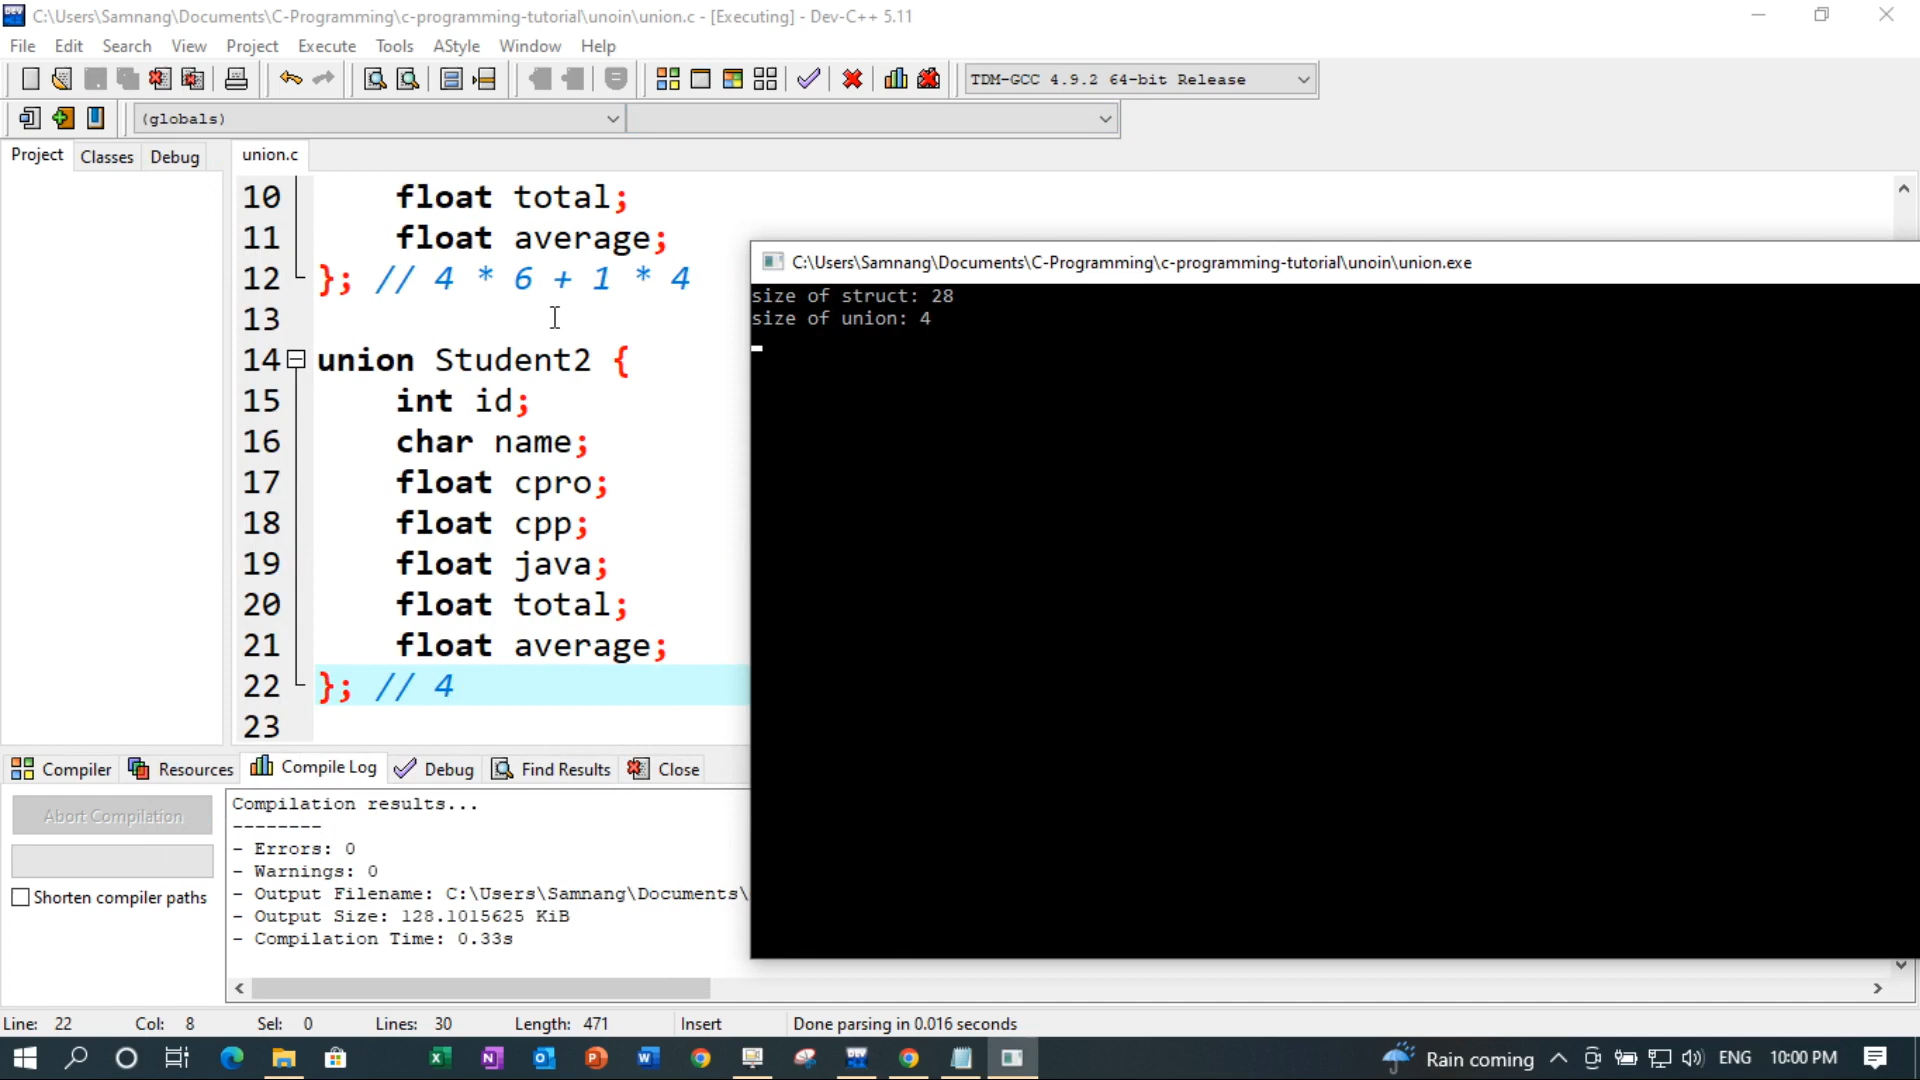 C:\Users\Samnang\Documents\C-Programming\c-programming-tutorial\unoin\union.c - [Executing] - Dev-C++ 5.11
File Edit Search View Project Execute Tools AStyle Window Help
TDM-GCC 4.9.2 64-bit Release
(globals)
Project Classes Debug
union.c
10 float total;
11 float average;
12 }; // 4 * 6 + 1 * 4
13
14 union Student2 {
15 int id;
16 char name;
17 float cpro;
18 float cpp;
19 float java;
20 float total;
21 float average;
22 }; // 4
23
C:\Users\Samnang\Documents\C-Programming\c-programming-tutorial\unoin\union.exe
size of struct: 28
size of union: 4
Compiler Resources Compile Log Debug Find Results Close
Abort Compilation
Shorten compiler paths
Compilation results...
--------
- Errors: 0
- Warnings: 0
- Output Filename: C:\Users\Samnang\Documents\
- Output Size: 128.1015625 KiB
- Compilation Time: 0.33s
Line: 22 Col: 8 Sel: 0 Lines: 30 Length: 471 Insert Done parsing in 0.016 seconds
Rain coming ENG 10:00 PM